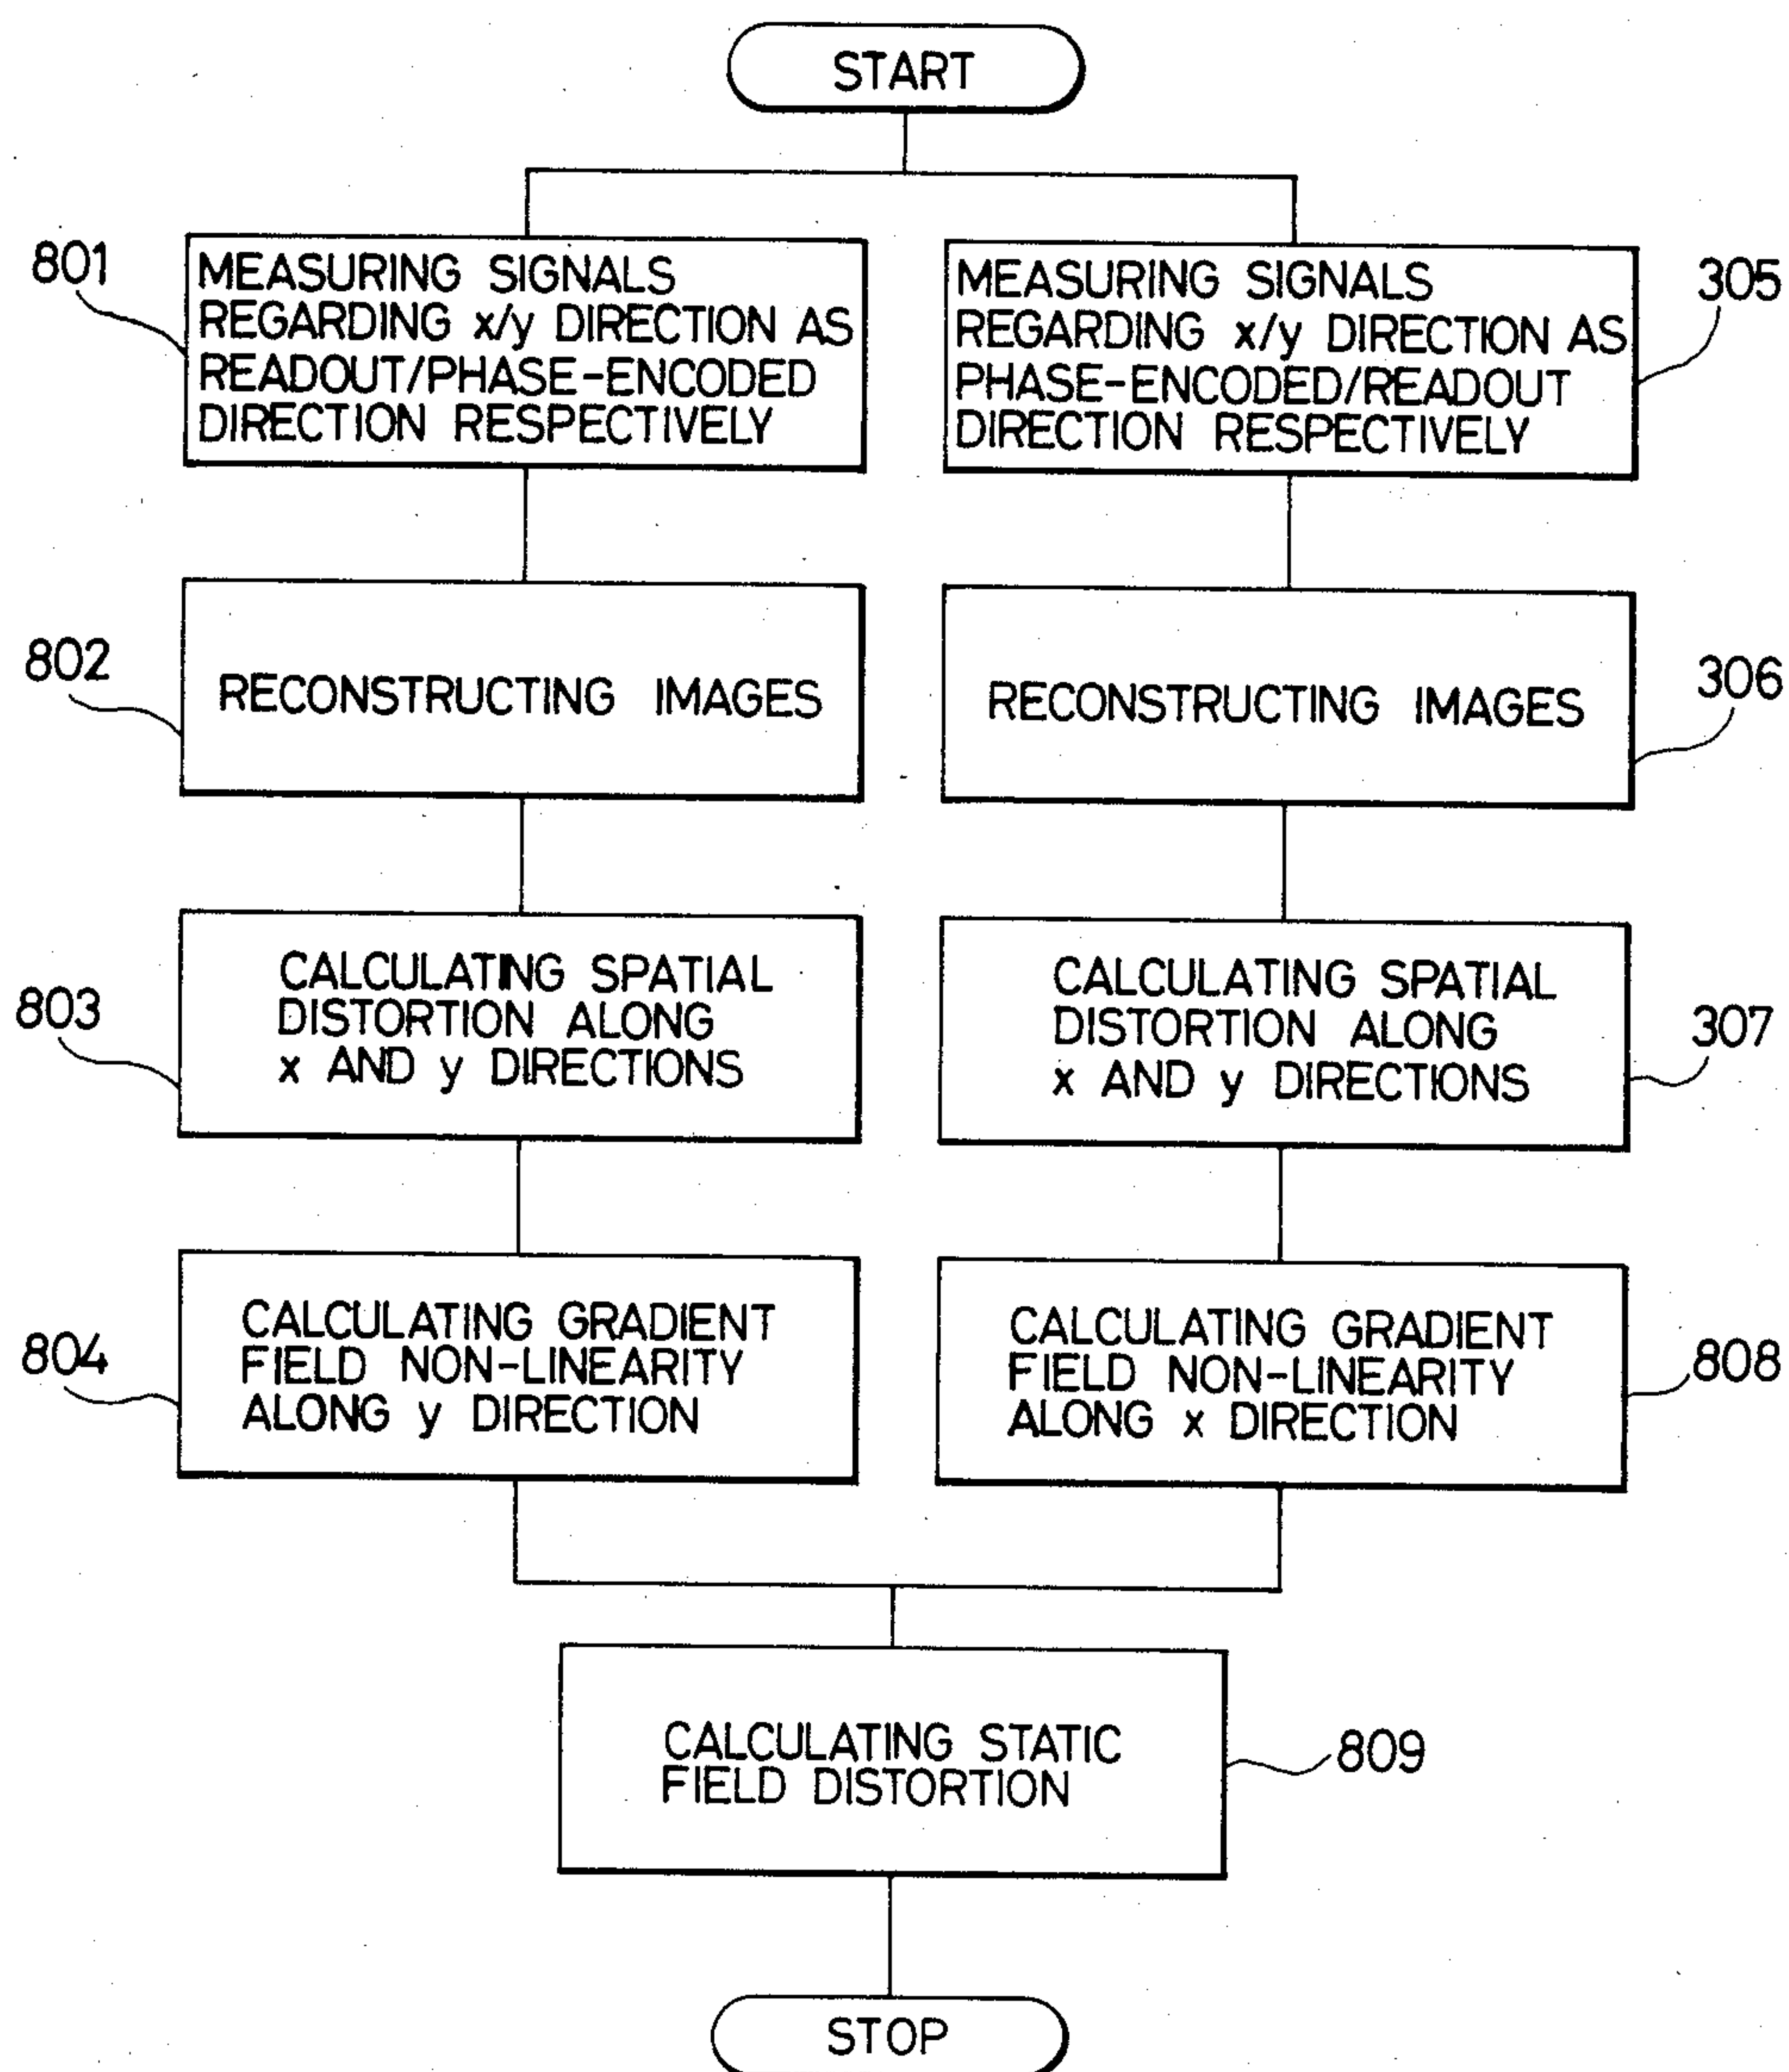 START
801
MEASURING SIGNALS
REGARDING x/y DIRECTION AS
READOUT/PHASE-ENCODED
DIRECTION RESPECTIVELY
MEASURING SIGNALS
REGARDING x/y DIRECTION AS
PHASE-ENCODED/READOUT
DIRECTION RESPECTIVELY
305
802
RECONSTRUCTING IMAGES
RECONSTRUCTING IMAGES
306
803
CALCULATING SPATIAL
DISTORTION ALONG
x AND y DIRECTIONS
CALCULATING SPATIAL
DISTORTION ALONG
x AND y DIRECTIONS
307
804
CALCULATING GRADIENT
FIELD NON-LINEARITY
ALONG y DIRECTION
CALCULATING GRADIENT
FIELD NON-LINEARITY
ALONG x DIRECTION
808
CALCULATING STATIC
FIELD DISTORTION
809
STOP